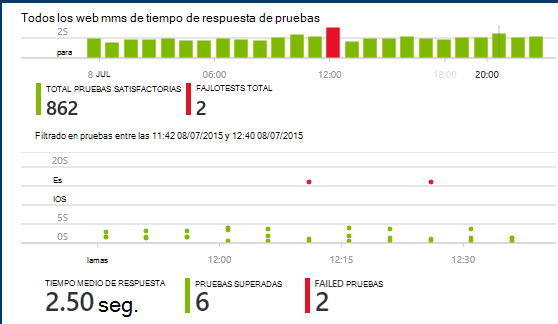 Todos los web mms de tiempo de respuesta de pruebas
2S
para
8 JUL 06:00 12:00 18:00 20:00
TOTAL PRUEBAS SATISFACTORIAS FAJLOTESTS TOTAL
862 2
Filtrado en pruebas entre las 11:42 08/07/2015 y 12:40 08/07/2015
20S
Es
IOS
5S
0S
lamas 12:00 12:15 12:30
TIEMPO MEDIO DE RESPUESTA PRUEBAS SUPERADAS FAILED PRUEBAS
2.50 seg. 6 2